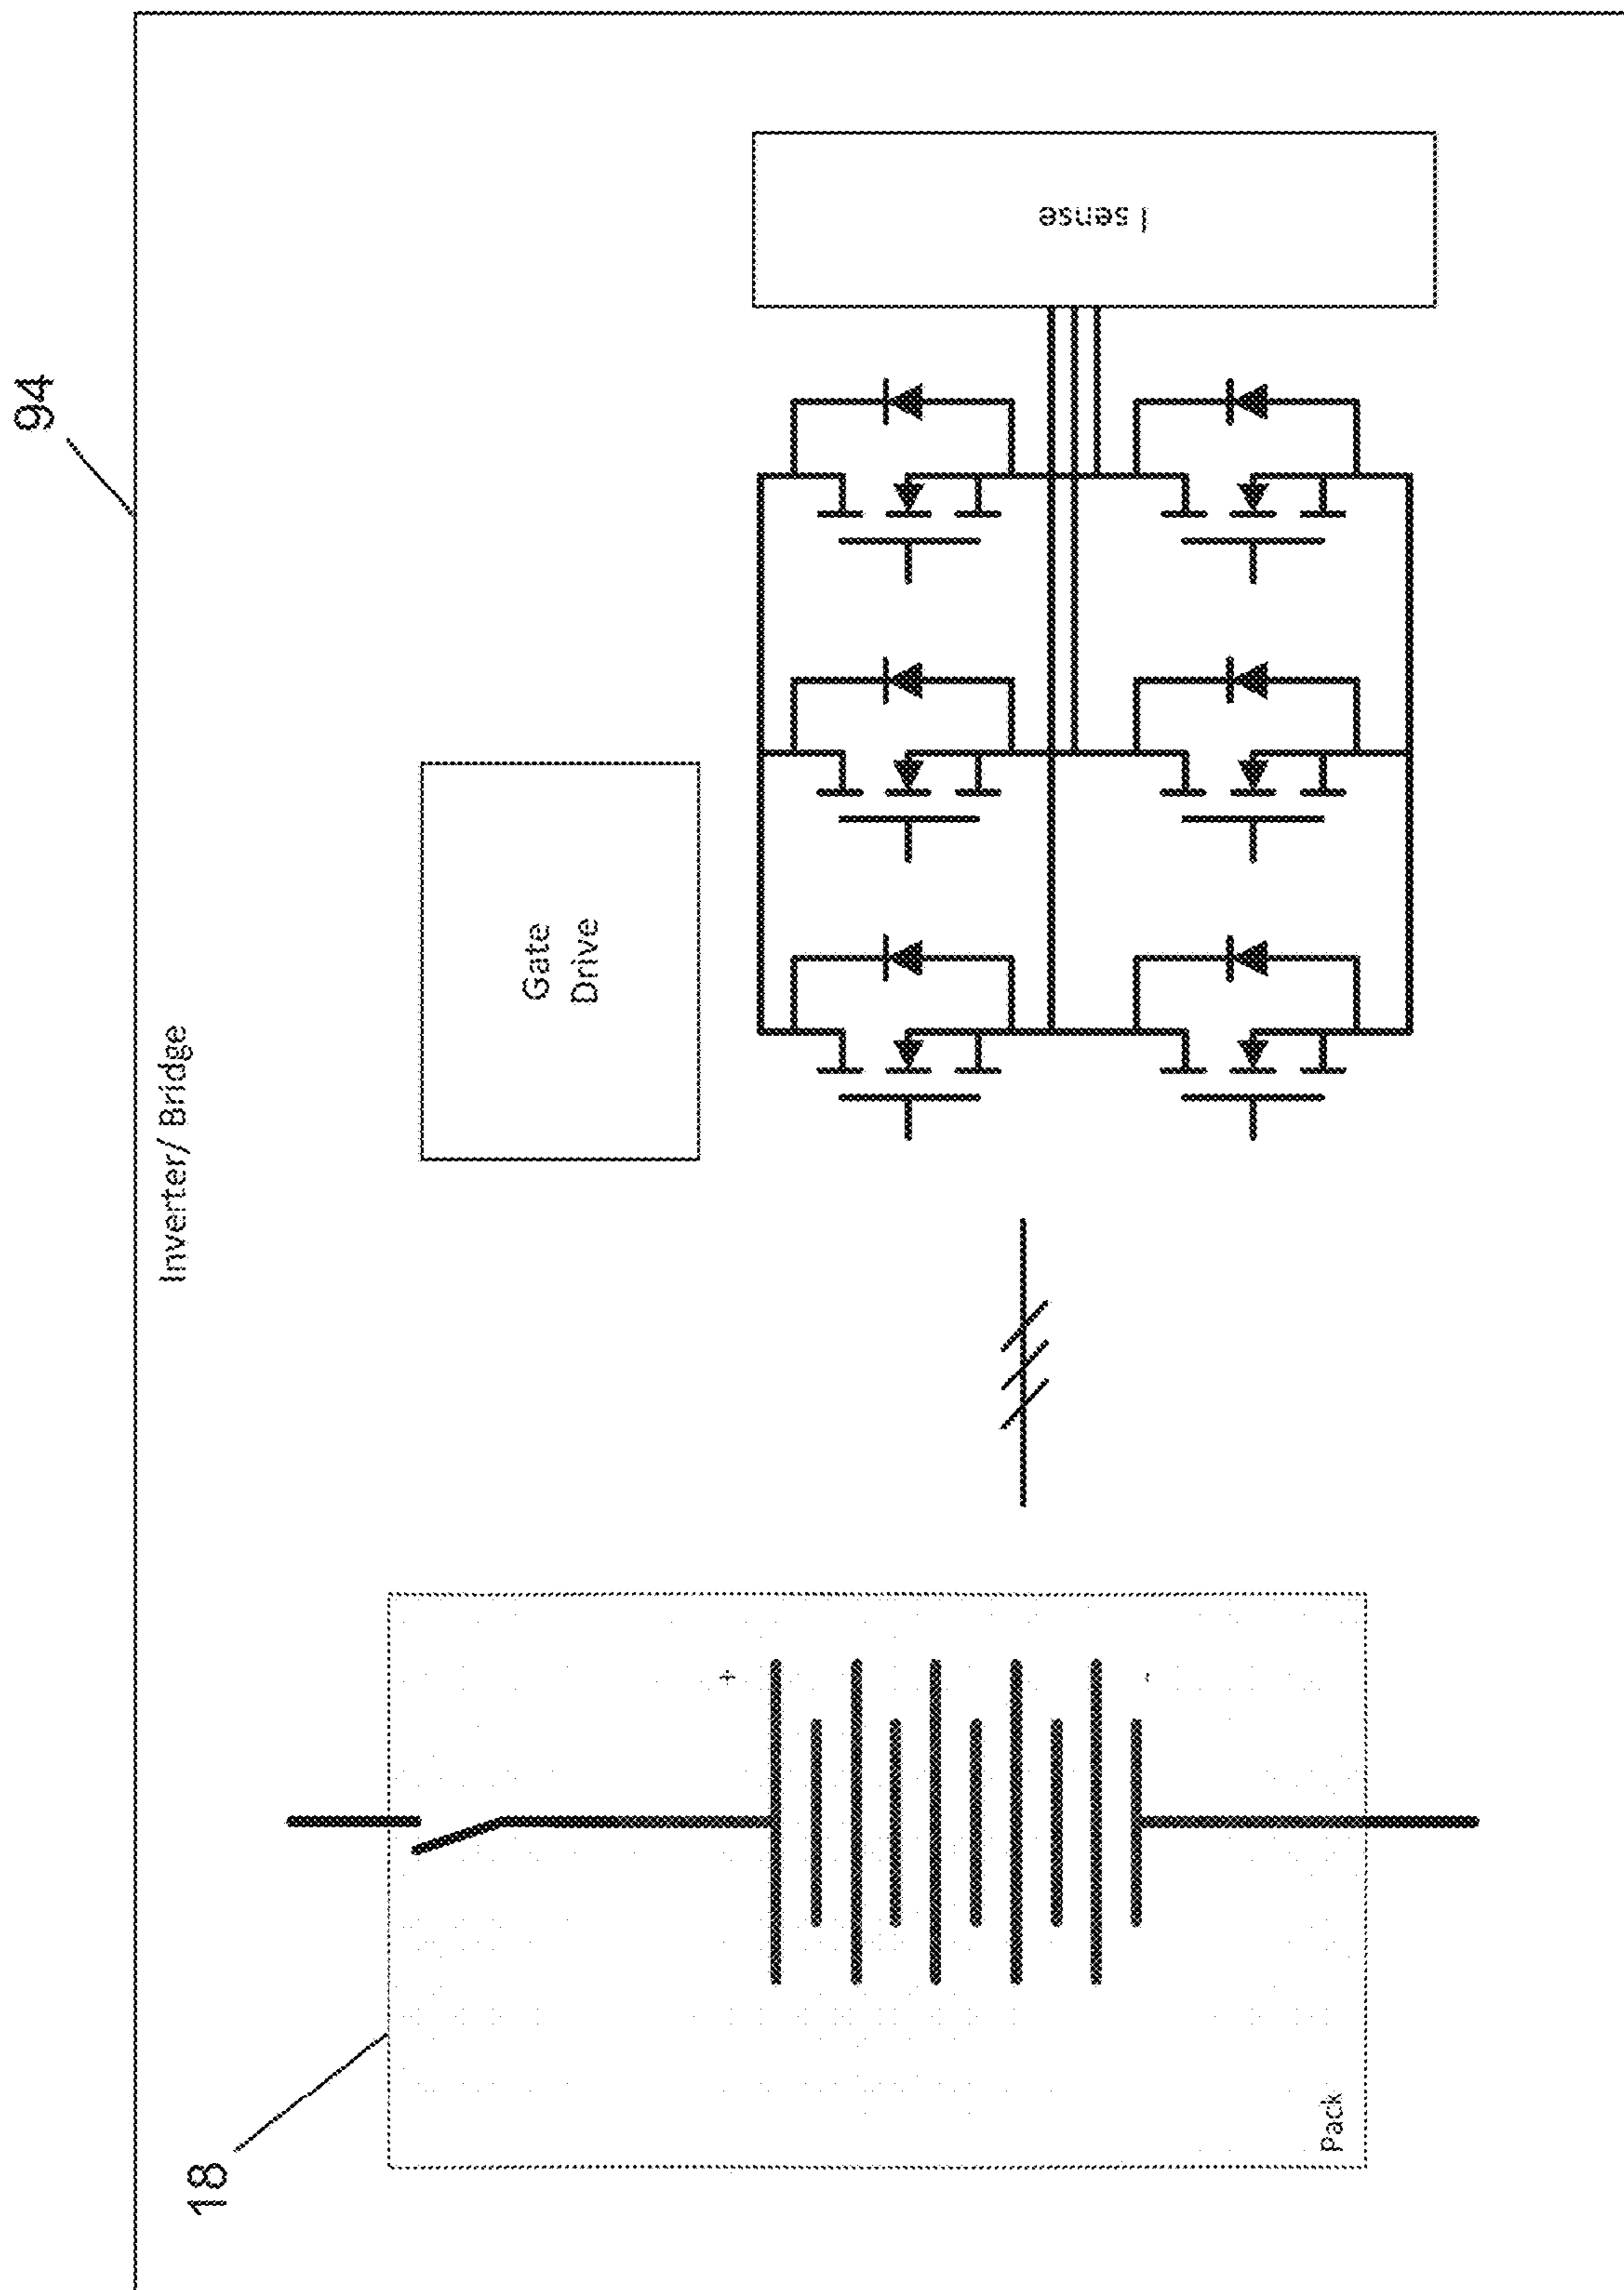 94
Inverter/ Bridge
I sense
Gate
Drive
+
-
Pack
18